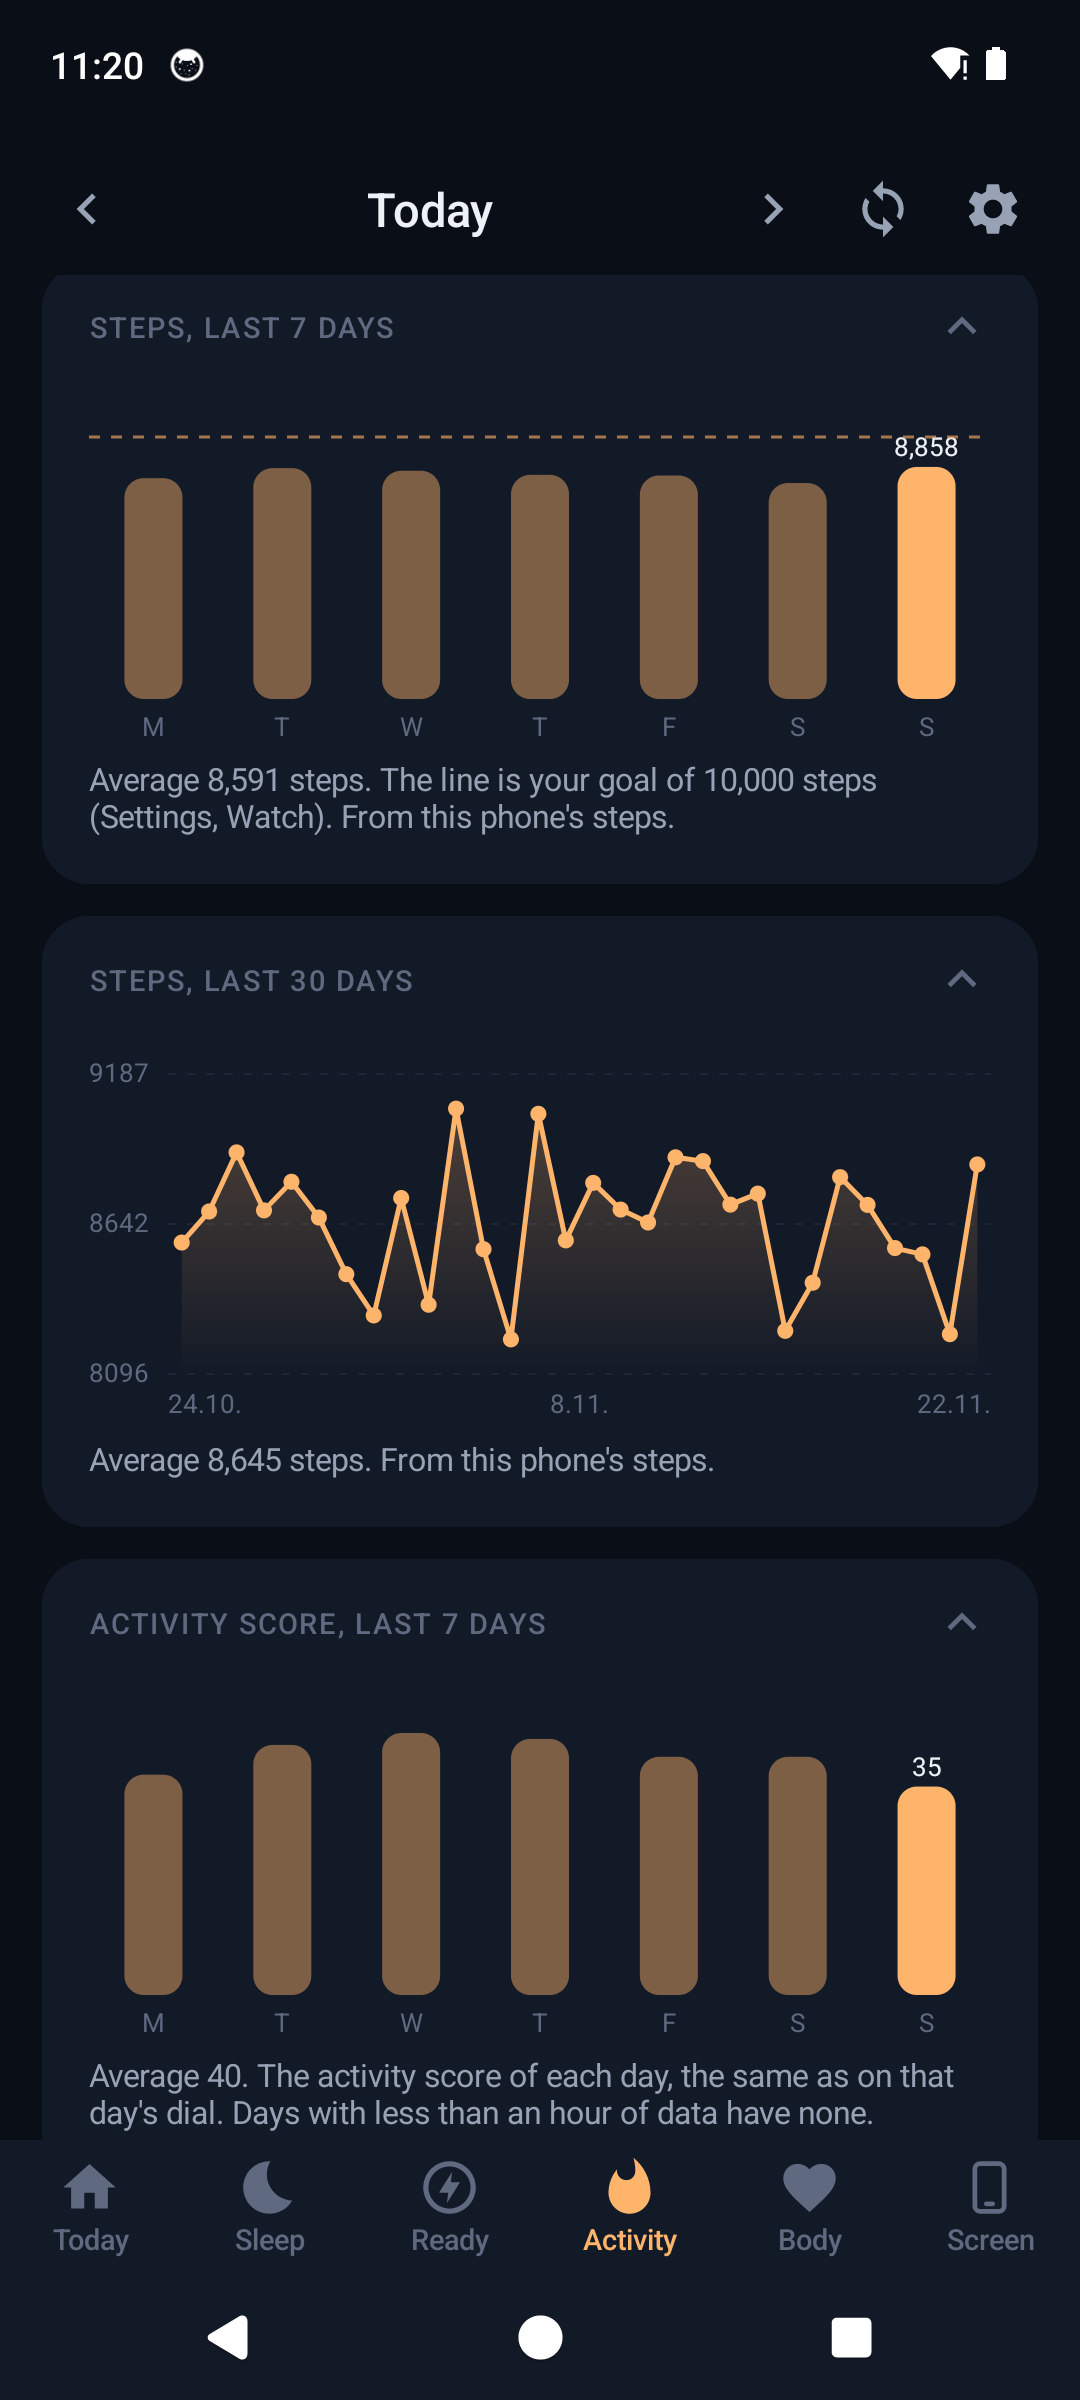 11:20
Today
STEPS, LAST 7 DAYS
8,858
M T W T F S S
Average 8,591 steps. The line is your goal of 10,000 steps
(Settings, Watch). From this phone's steps.
STEPS, LAST 30 DAYS
9187
8642
8096
24.10. 8.11. 22.11.
Average 8,645 steps. From this phone's steps.
ACTIVITY SCORE, LAST 7 DAYS
35
M T W T F S S
Average 40. The activity score of each day, the same as on that
day's dial. Days with less than an hour of data have none.
Today Sleep Ready Activity Body Screen